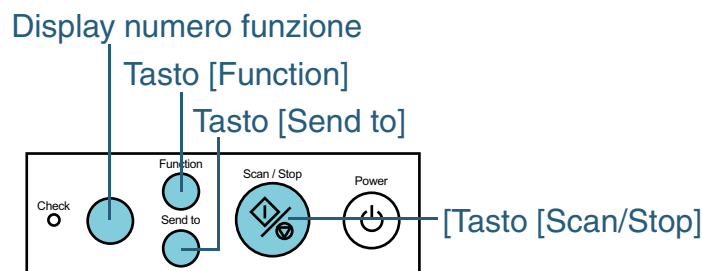 Display numero funzione
Tasto [Function]
Tasto [Send to]
Function
Scan / Stop
Power
Check
Send to
[Tasto [Scan/Stop]